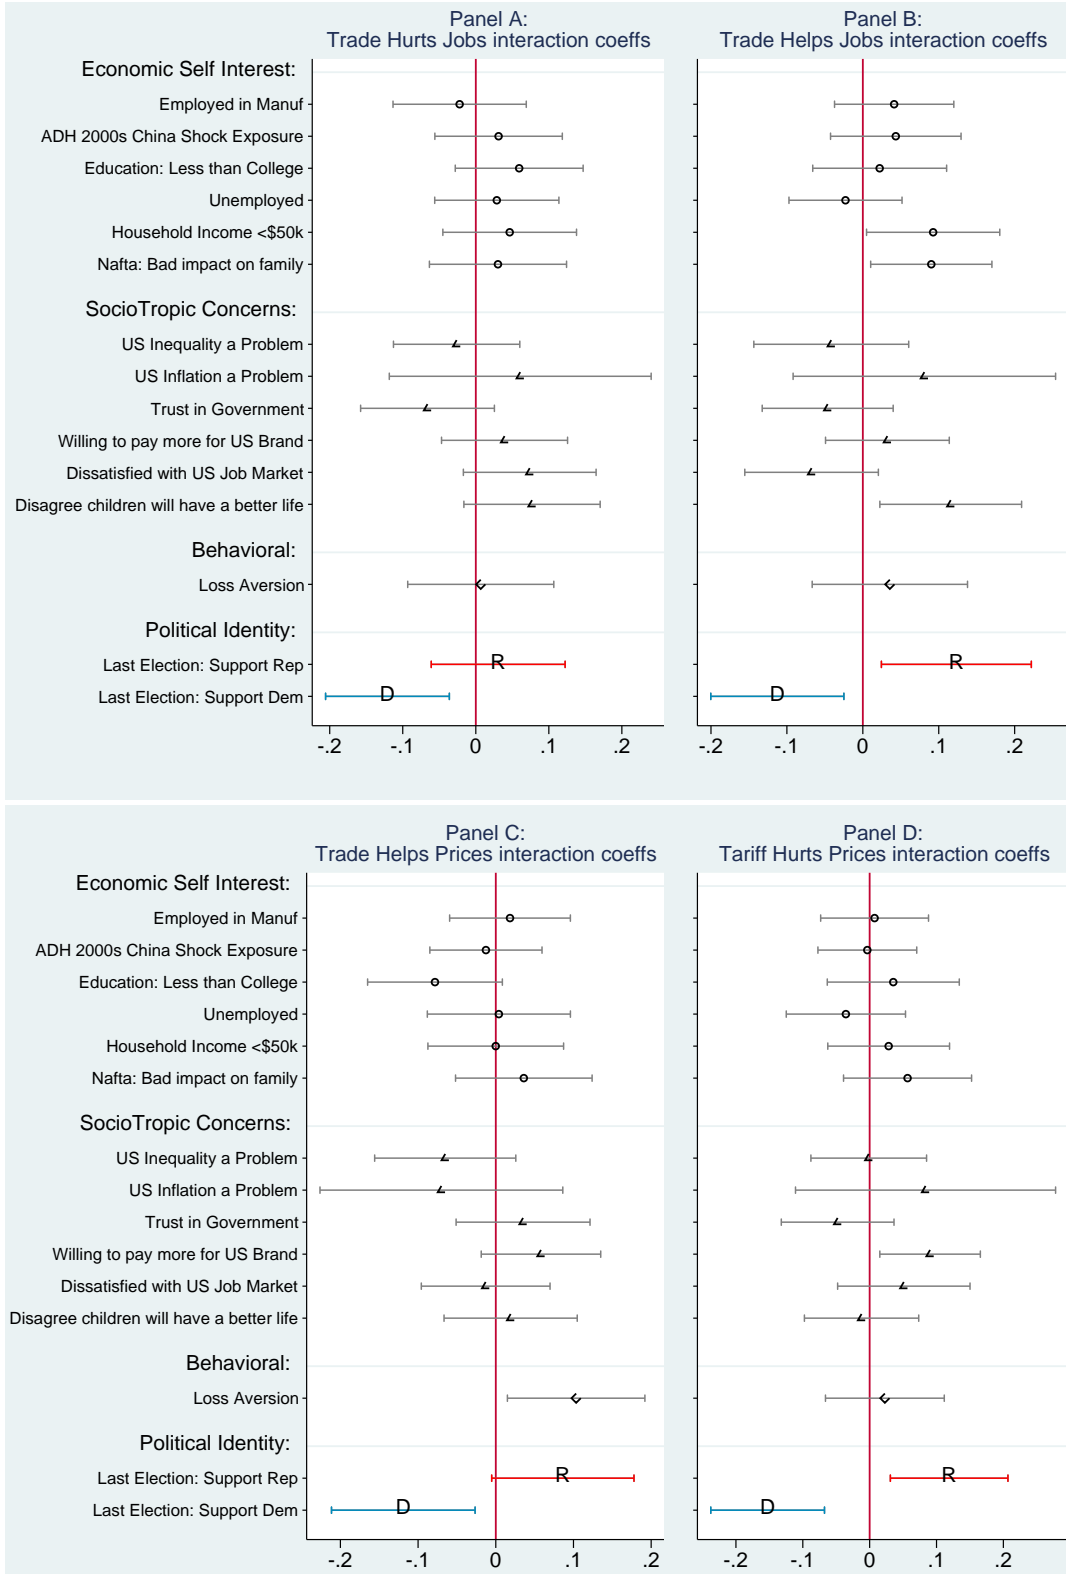 Panel A:
Trade Hurts Jobs interaction coeffs
Economic Self Interest:
Employed in Manuf
ADH 2000s China Shock Exposure
Education: Less than College
Unemployed
Household Income <$50k
Nafta: Bad impact on family
SocioTropic Concerns:
US Inequality a Problem
US Inflation a Problem
Trust in Government
Willing to pay more for US Brand
Dissatisfied with US Job Market
Disagree children will have a better life
Behavioral:
Loss Aversion
Political Identity:
Last Election: Support Rep
R
Last Election: Support Dem
D
-.2 -.1 0 .1 .2
Panel B:
Trade Helps Jobs interaction coeffs
R
D
-.2 -.1 0 .1 .2
Panel C:
Trade Helps Prices interaction coeffs
Economic Self Interest:
Employed in Manuf
ADH 2000s China Shock Exposure
Education: Less than College
Unemployed
Household Income <$50k
Nafta: Bad impact on family
SocioTropic Concerns:
US Inequality a Problem
US Inflation a Problem
Trust in Government
Willing to pay more for US Brand
Dissatisfied with US Job Market
Disagree children will have a better life
Behavioral:
Loss Aversion
Political Identity:
Last Election: Support Rep
R
Last Election: Support Dem
D
-.2 -.1 0 .1 .2
Panel D:
Tariff Hurts Prices interaction coeffs
R
D
-.2 -.1 0 .1 .2